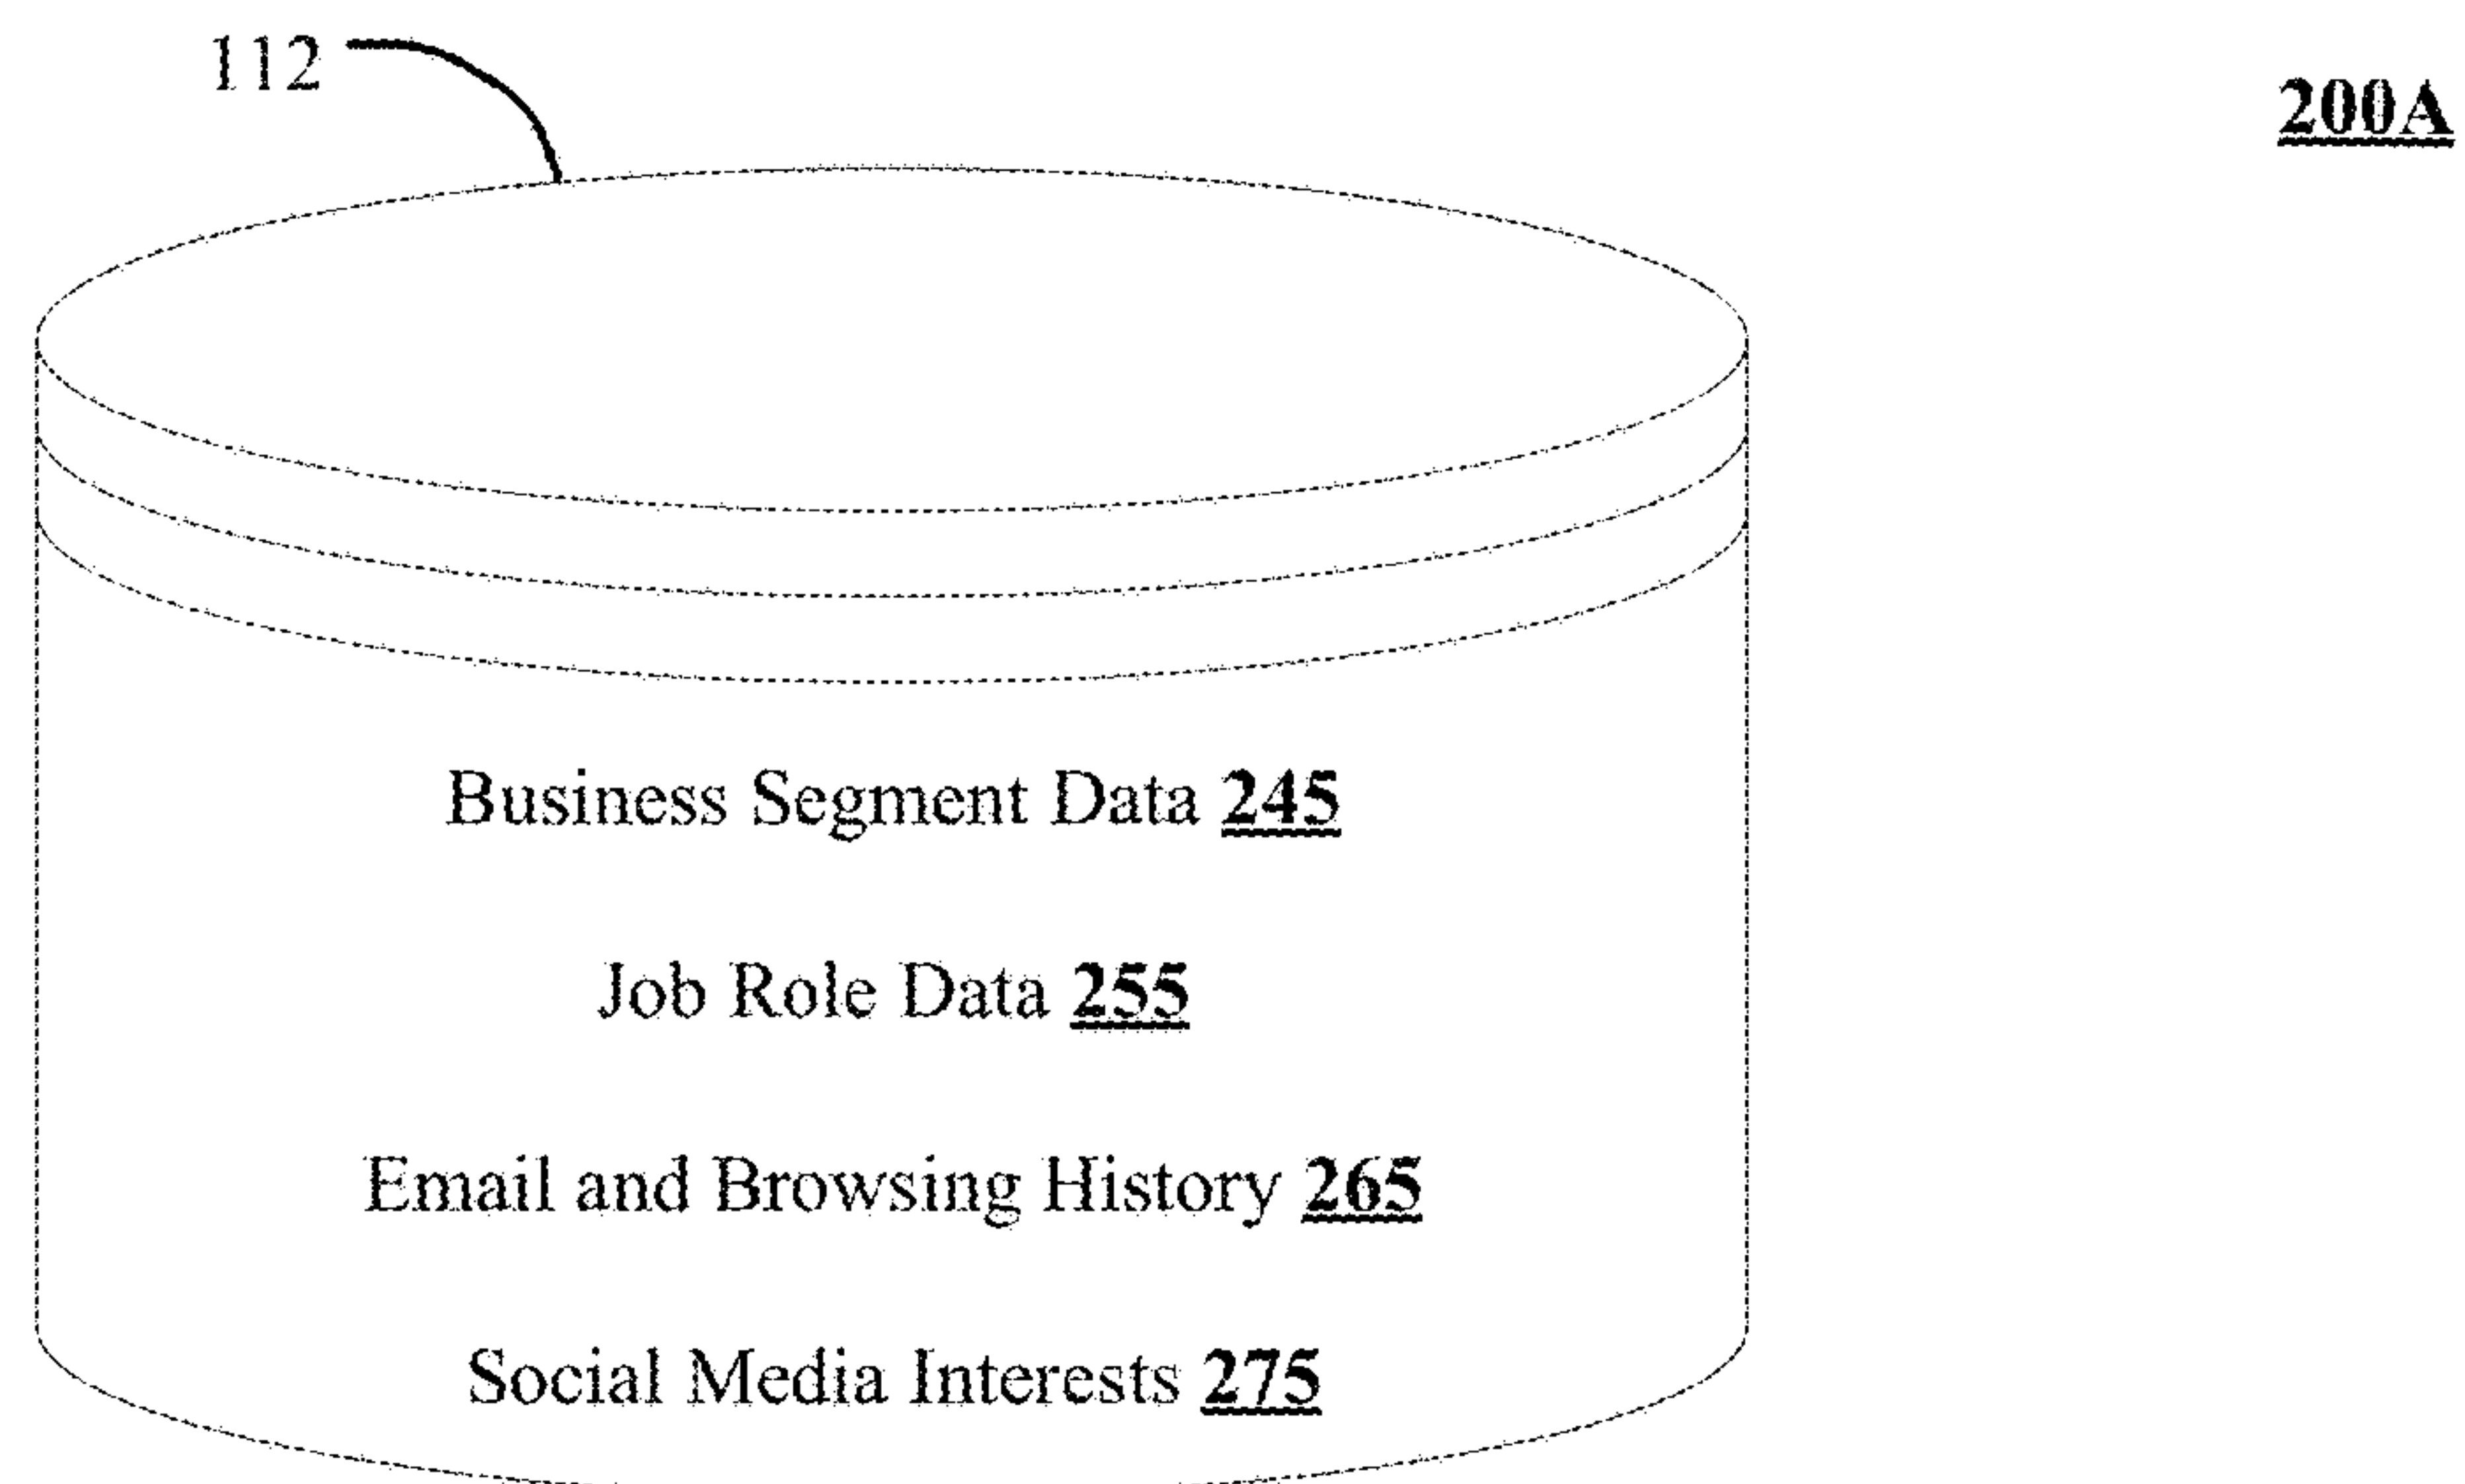 112
200A
Business Segment Data 245
Job Role Data 255
Email and Browsing History 265
Social Media Interests 275